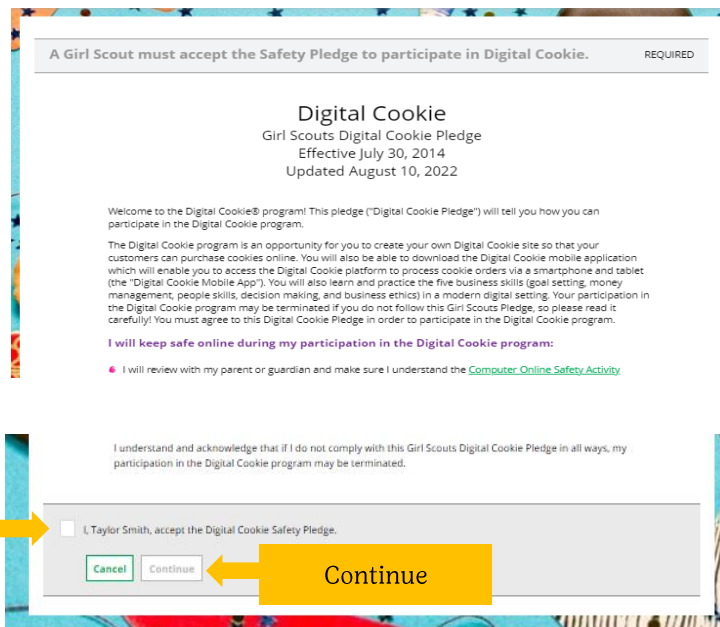 A Girl Scout must accept the Safety Pledge to participate in Digital Cookie. REQUIRED
Digital Cookie
Girl Scouts Digital Cookie Pledge
Effective July 30, 2014
Updated August 10, 2022
Welcome to the Digital Cookie® program! This pledge ("Digital Cookie Pledge") will tell you how you can
participate in the Digital Cookie program.
The Digital Cookie program is an opportunity for you to create your own Digital Cookie site so that your
customers can purchase cookies online. You will also be able to download the Digital Cookie mobile application
which will enable you to access the Digital Cookie platform to process cookie orders via a smartphone and tablet
(the "Digital Cookie Mobile App"). You will also learn and practice the five business skills (goal setting, money
management, people skills, decision making, and business ethics) in a modern digital setting. Your participation in
the Digital Cookie program may be terminated if you do not follow this Girl Scouts Pledge, so please read it
carefully! You must agree to this Digital Cookie Pledge in order to participate in the Digital Cookie program.
I will keep safe online during my participation in the Digital Cookie program:
I will review with my parent or guardian and make sure I understand the Computer Online Safety Activity
I understand and acknowledge that if I do not comply with this Girl Scouts Digital Cookie Pledge in all ways, my
participation in the Digital Cookie program may be terminated.
I, Taylor Smith, accept the Digital Cookie Safety Pledge.
Cancel Continue
Continue